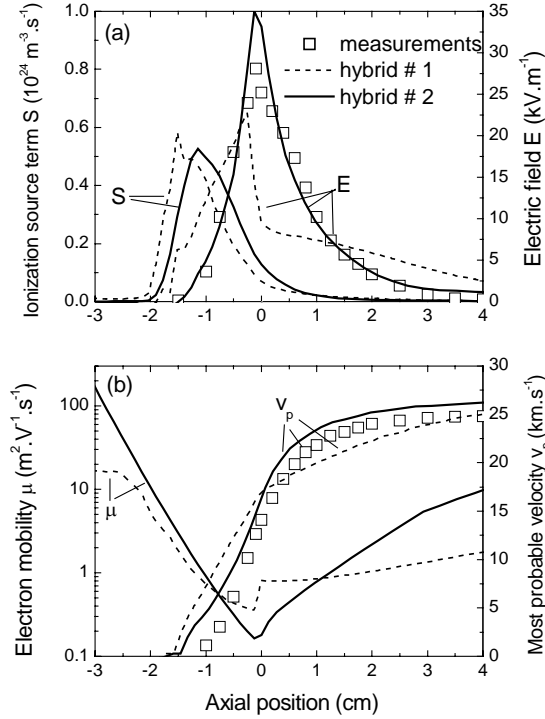 (a)
measurements
hybrid # 1
hybrid # 2
S
E
Ionization source term S (10²⁴ m⁻³.s⁻¹)
1.0
0.8
0.6
0.4
0.2
0.0
Electric field E (kV.m⁻¹)
35
30
25
20
15
10
5
0
-3 -2 -1 0 1 2 3 4
(b)
v_p
μ
Electron mobility μ (m².V⁻¹.s⁻¹)
100
10
1
0.1
Most probable velocity v_p (km.s⁻¹)
30
25
20
15
10
5
0
-3 -2 -1 0 1 2 3 4
Axial position (cm)